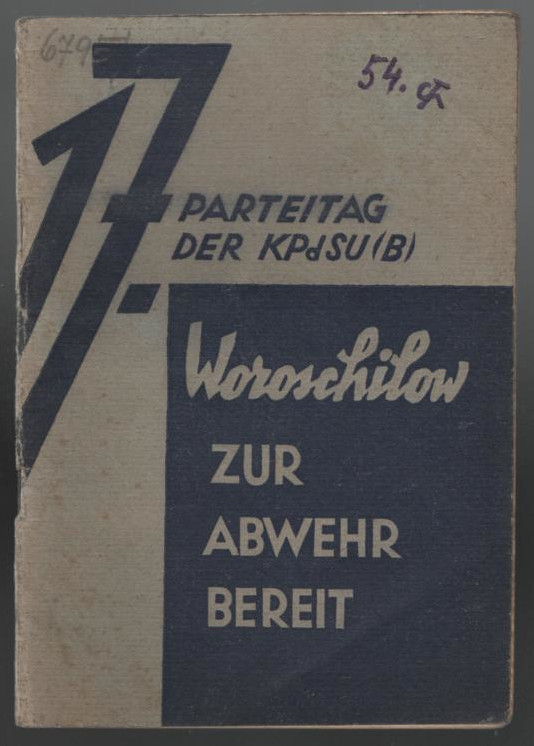 6795
54.
17.
PARTEITAG
DER KPdSU(B)
Woroschilow
ZUR
ABWEHR
BEREIT